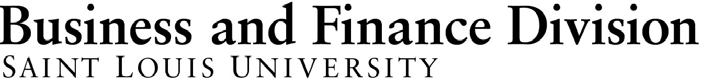 Business and Finance Division
SAINT LOUIS UNIVERSITY